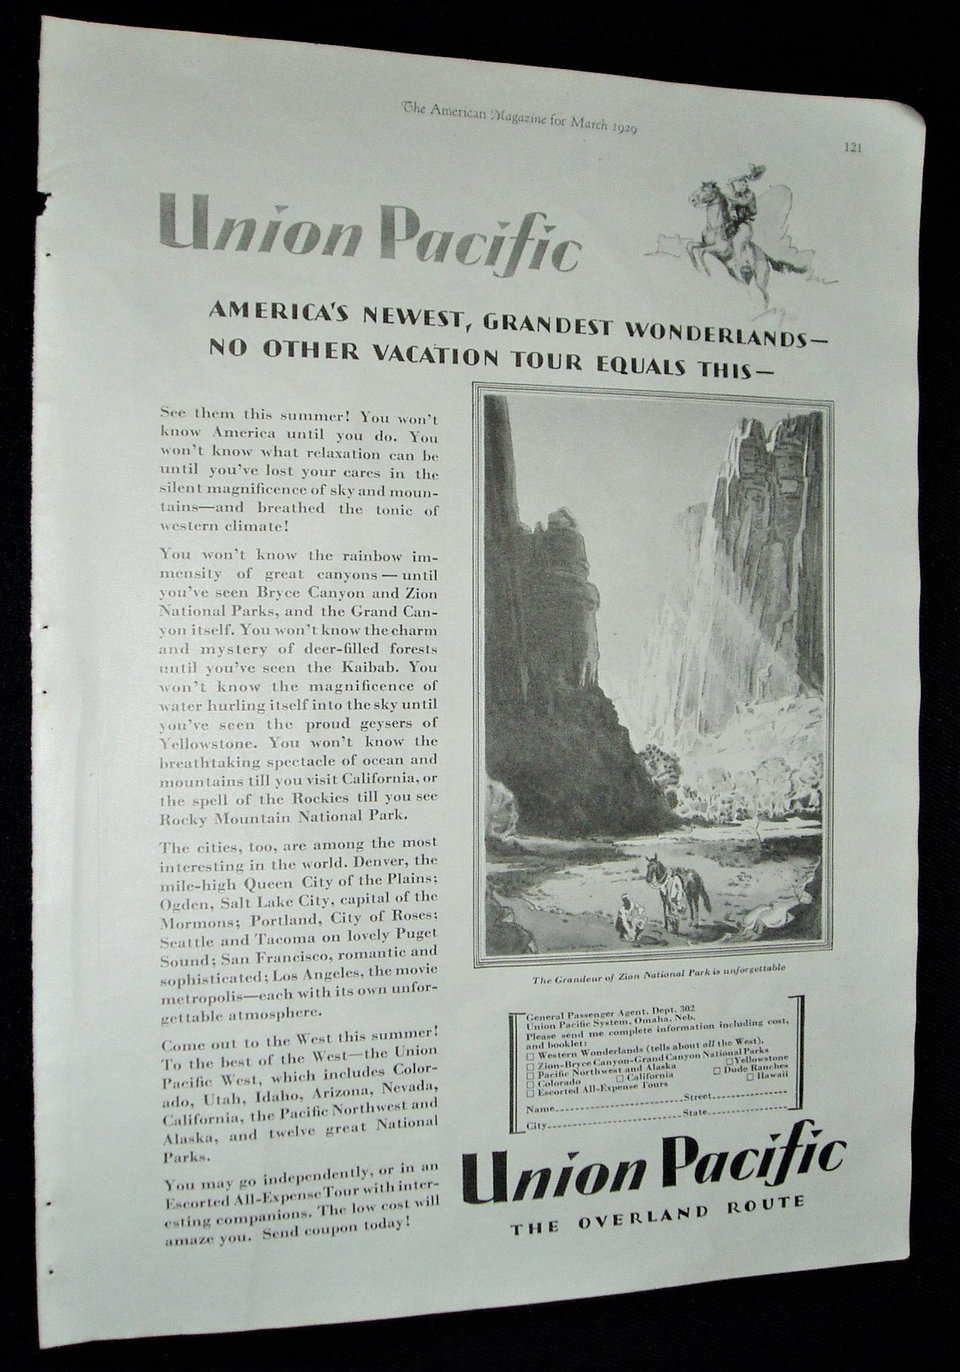 The American Magazine for March 1929
121
Union Pacific
AMERICA'S NEWEST, GRANDEST WONDERLANDS—
NO OTHER VACATION TOUR EQUALS THIS—
See them this summer! You won't
know America until you do. You
won't know what relaxation can be
until you've lost your cares in the
silent magnificence of sky and moun-
tains—and breathed the tonic of
western climate!
You won't know the rainbow im-
mensity of great canyons—until
you've seen Bryce Canyon and Zion
National Parks, and the Grand Can-
yon itself. You won't know the charm
and mystery of deer-filled forests
until you've seen the Kaibab. You
won't know the magnificence of
water hurling itself into the sky until
you've seen the proud geysers of
Yellowstone. You won't know the
breathtaking spectacle of ocean and
mountains till you visit California, or
the spell of the Rockies till you see
Rocky Mountain National Park.
The cities, too, are among the most
interesting in the world. Denver, the
mile-high Queen City of the Plains;
Ogden, Salt Lake City, capital of the
Mormons; Portland, City of Roses;
Seattle and Tacoma on lovely Puget
Sound; San Francisco, romantic and
sophisticated; Los Angeles, the movie
metropolis—each with its own unfor-
gettable atmosphere.
Come out to the West this summer!
To the best of the West—the Union
Pacific West, which includes Color-
ado, Utah, Idaho, Arizona, Nevada,
California, the Pacific Northwest and
Alaska, and twelve great National
Parks.
You may go independently, or in an
Escorted All-Expense Tour with inter-
esting companions. The low cost will
amaze you. Send coupon today!
The Grandeur of Zion National Park is unforgettable
General Passenger Agent, Dept. 302
Union Pacific System, Omaha, Neb.
Please send me complete information including cost,
and booklet:
□ Western Wonderlands (tells about all the West).
□ Zion-Bryce Canyon-Grand Canyon National Parks
□ Pacific Northwest and Alaska □ Yellowstone
□ Colorado □ California □ Dude Ranches
□ Escorted All-Expense Tours □ Hawaii
Name Street
City State
Union Pacific
THE OVERLAND ROUTE